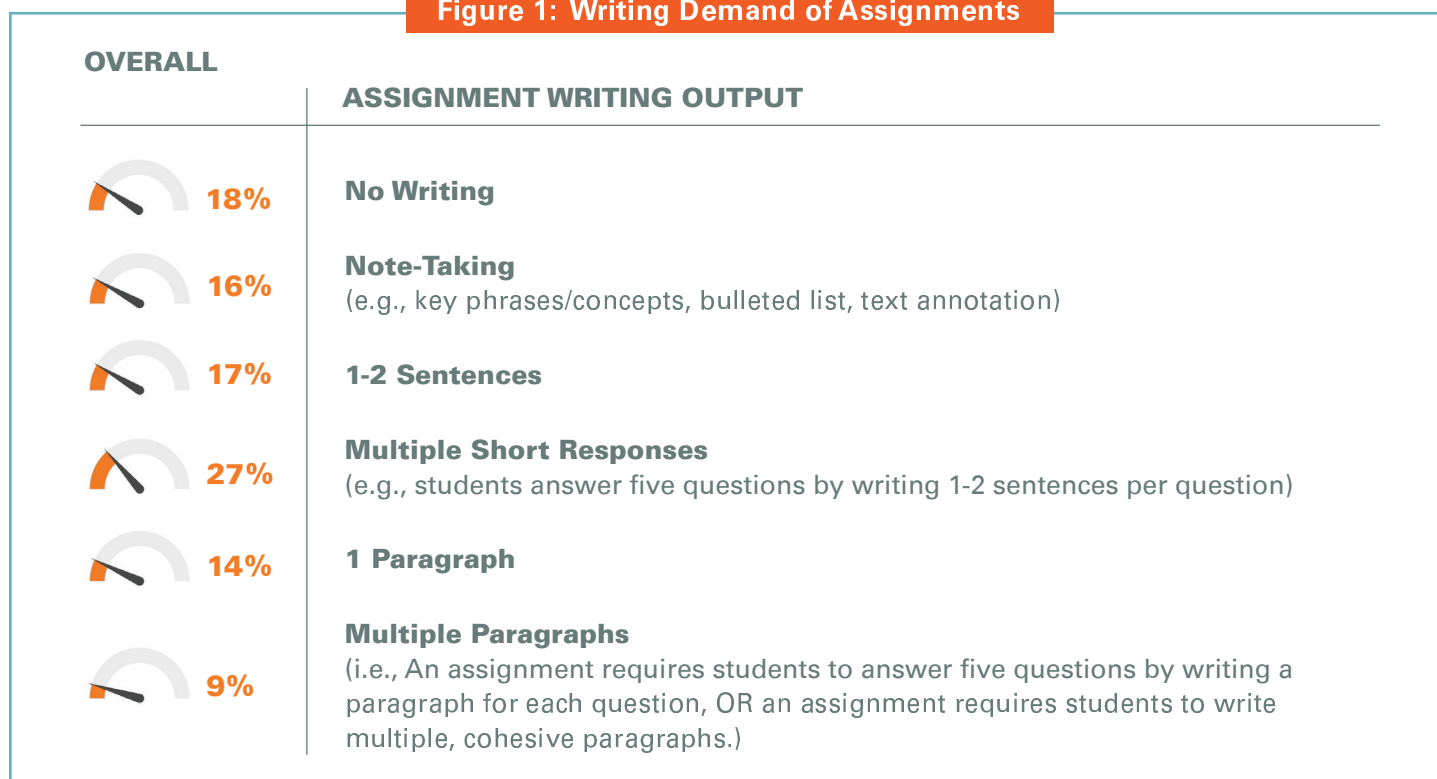 Figure 1: Writing Demand of Assignments
OVERALL
ASSIGNMENT WRITING OUTPUT
18%
No Writing
16%
Note-Taking
(e.g., key phrases/concepts, bulleted list, text annotation)
17%
1-2 Sentences
27%
Multiple Short Responses
(e.g., students answer five questions by writing 1-2 sentences per question)
14%
1 Paragraph
9%
Multiple Paragraphs
(i.e., An assignment requires students to answer five questions by writing a
paragraph for each question, OR an assignment requires students to write
multiple, cohesive paragraphs.)